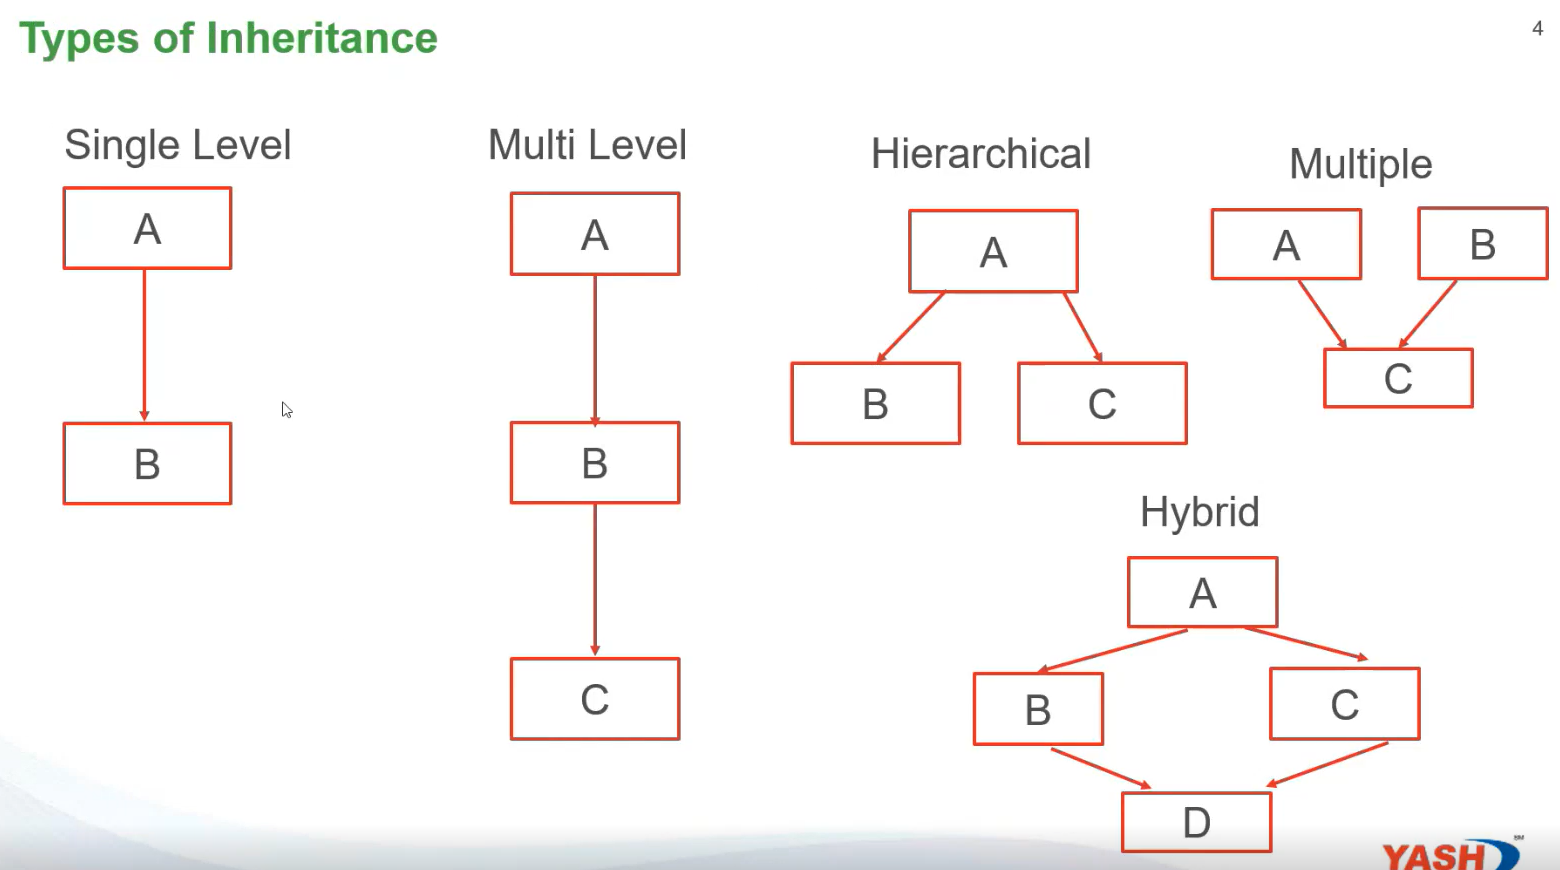 Types of Inheritance
4
Single Level
A
B
Multi Level
A
B
C
Hierarchical
A
B
C
Multiple
A
B
C
Hybrid
A
B
C
D
YASH
SM